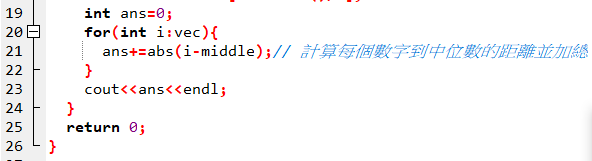 19 int ans=0;
20 for(int i:vec){
21 ans+=abs(i-middle);// 計算每個數字到中位數的距離並加總
22 }
23 cout<<ans<<endl;
24 }
25 return 0;
26 }